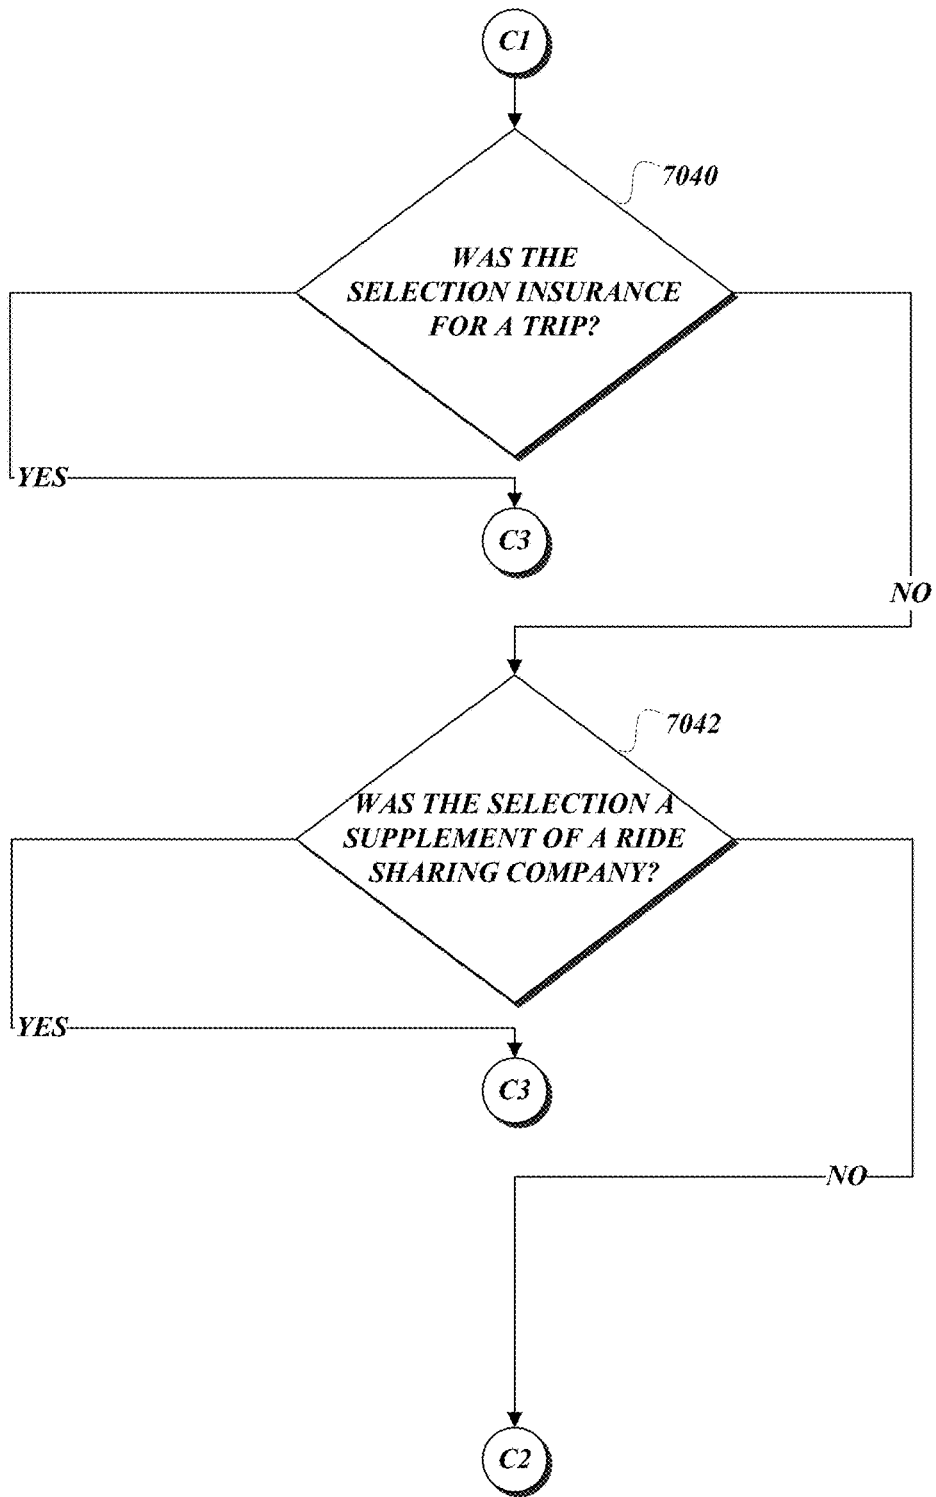 C1
7040
WAS THE
SELECTION INSURANCE
FOR A TRIP?
YES
C3
NO
7042
WAS THE SELECTION A
SUPPLEMENT OF A RIDE
SHARING COMPANY?
YES
C3
NO
C2